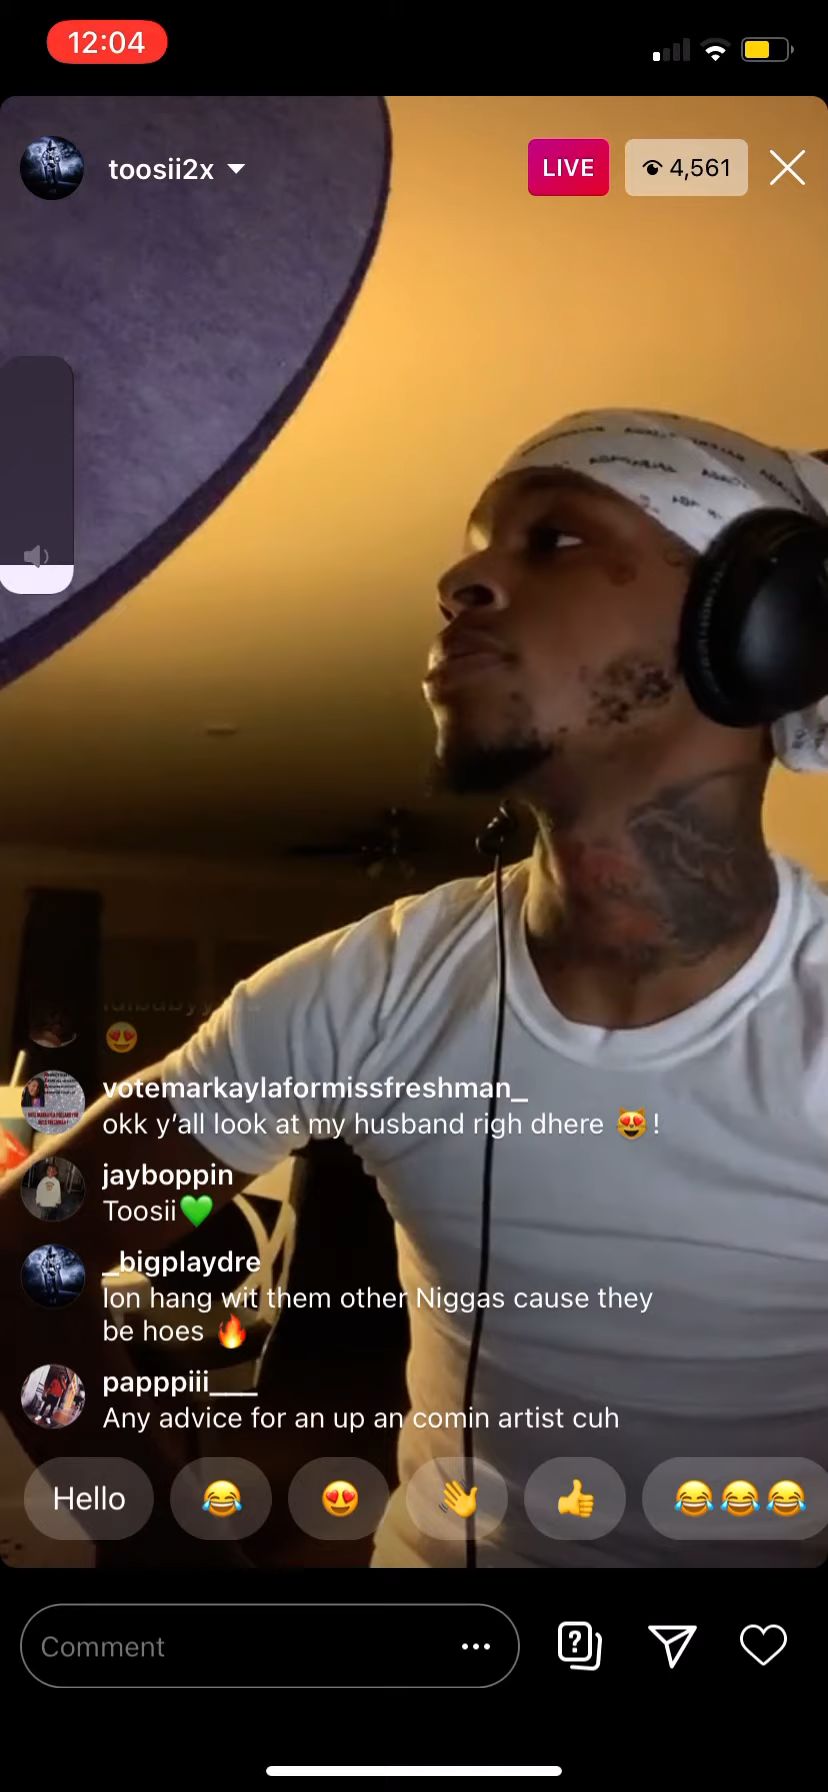 12:04
toosii2x
LIVE
4,561
votemarkaylaformissfreshman_
okk y’all look at my husband righ dhere 😻!
jayboppin
Toosii💚
_bigplaydre
Ion hang wit them other Niggas cause they
be hoes 🔥
papppiii___
Any advice for an up an comin artist cuh
Hello
Comment